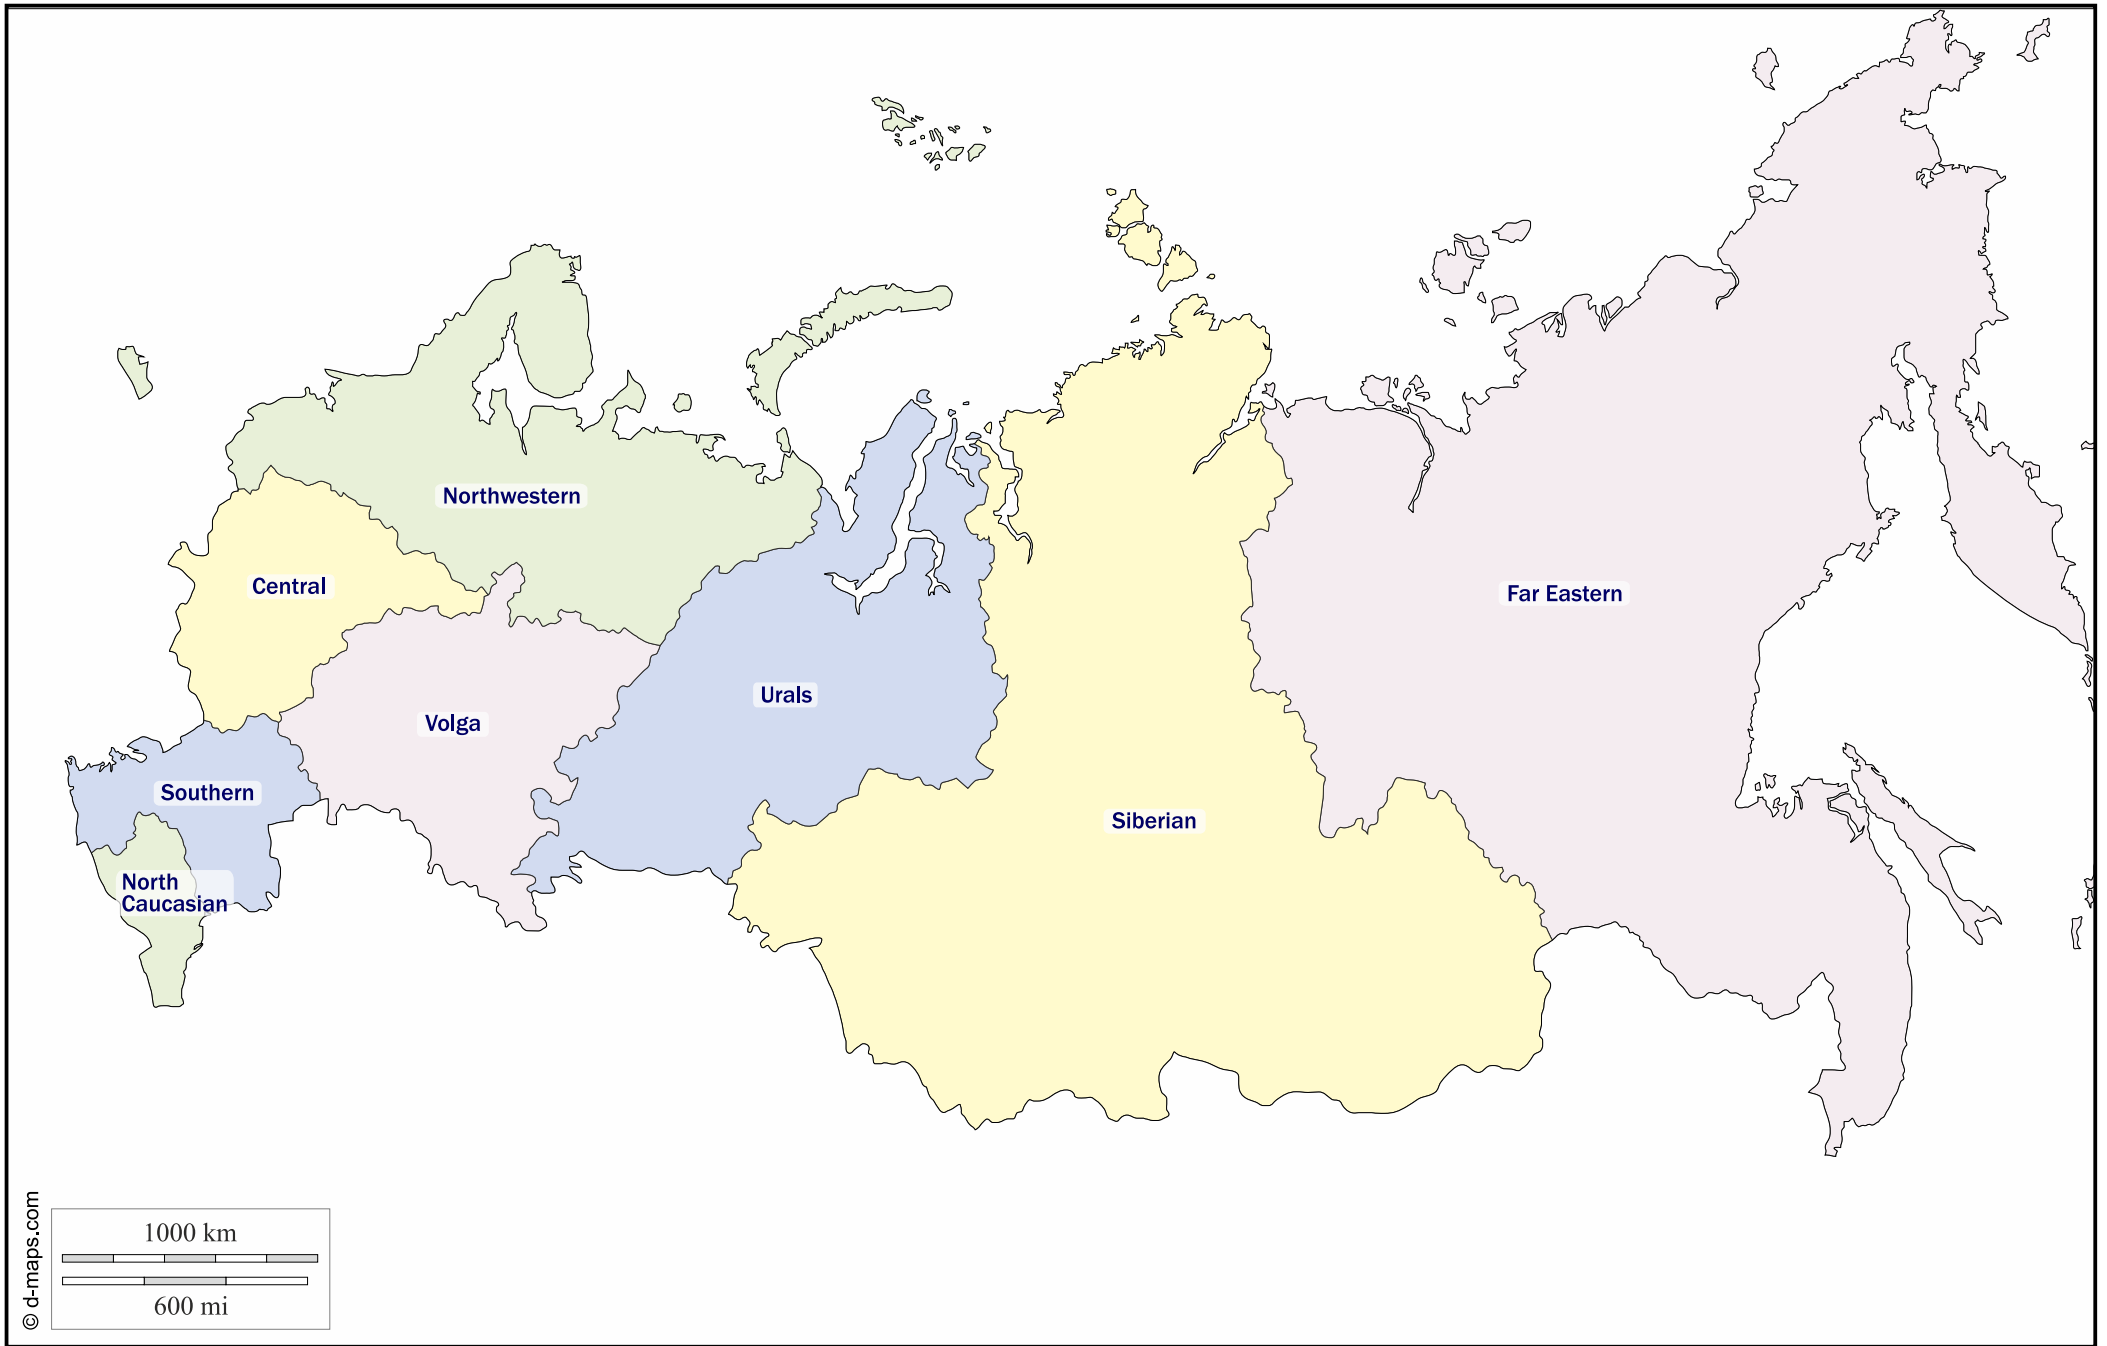 Northwestern
Central
Far Eastern
Urals
Volga
Southern
Siberian
North
Caucasian
1000 km
600 mi
© d-maps.com